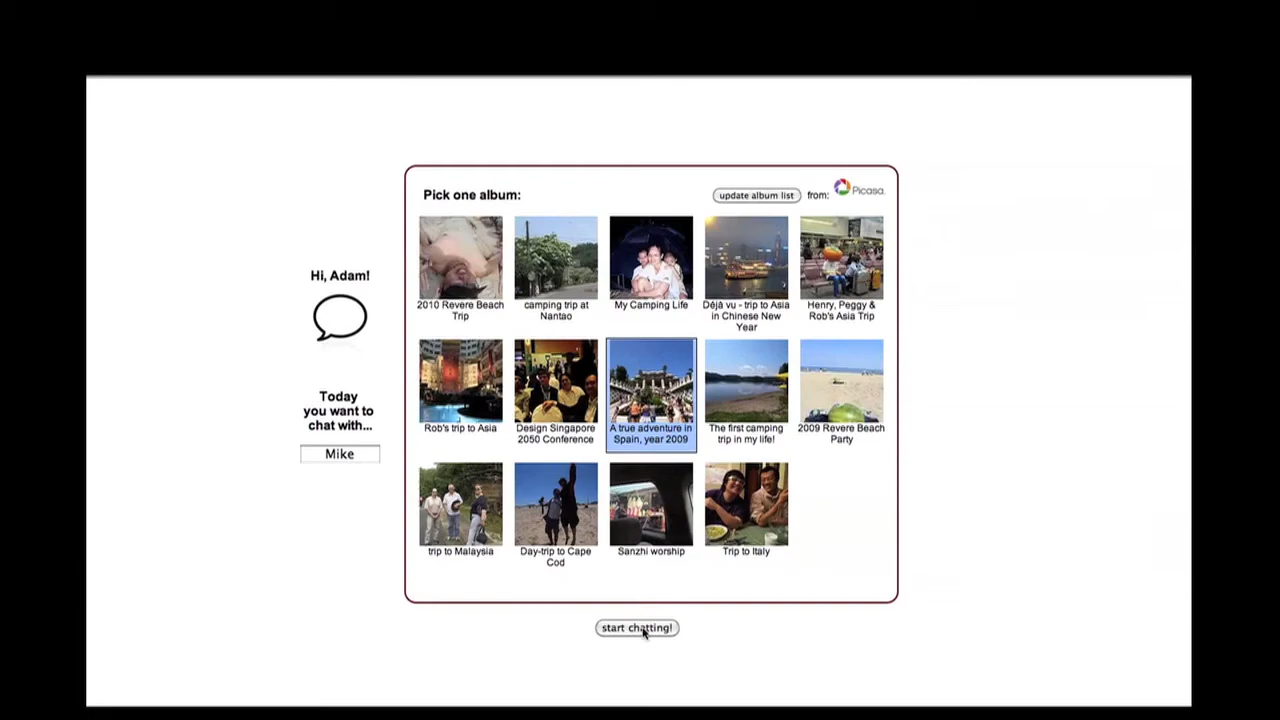 Pick one album:
update album list
from:
Picasa
Hi, Adam!
Today
you want to
chat with...
Mike
2010 Revere Beach
Trip
camping trip at
Nantao
My Camping Life
Déjà vu - trip to Asia
in Chinese New
Year
Henry, Peggy &
Rob's Asia Trip
Rob's trip to Asia
Design Singapore
2050 Conference
A true adventure in
Spain, year 2009
The first camping
trip in my life!
2009 Revere Beach
Party
trip to Malaysia
Day-trip to Cape
Cod
Sanzhi worship
Trip to Italy
start chatting!